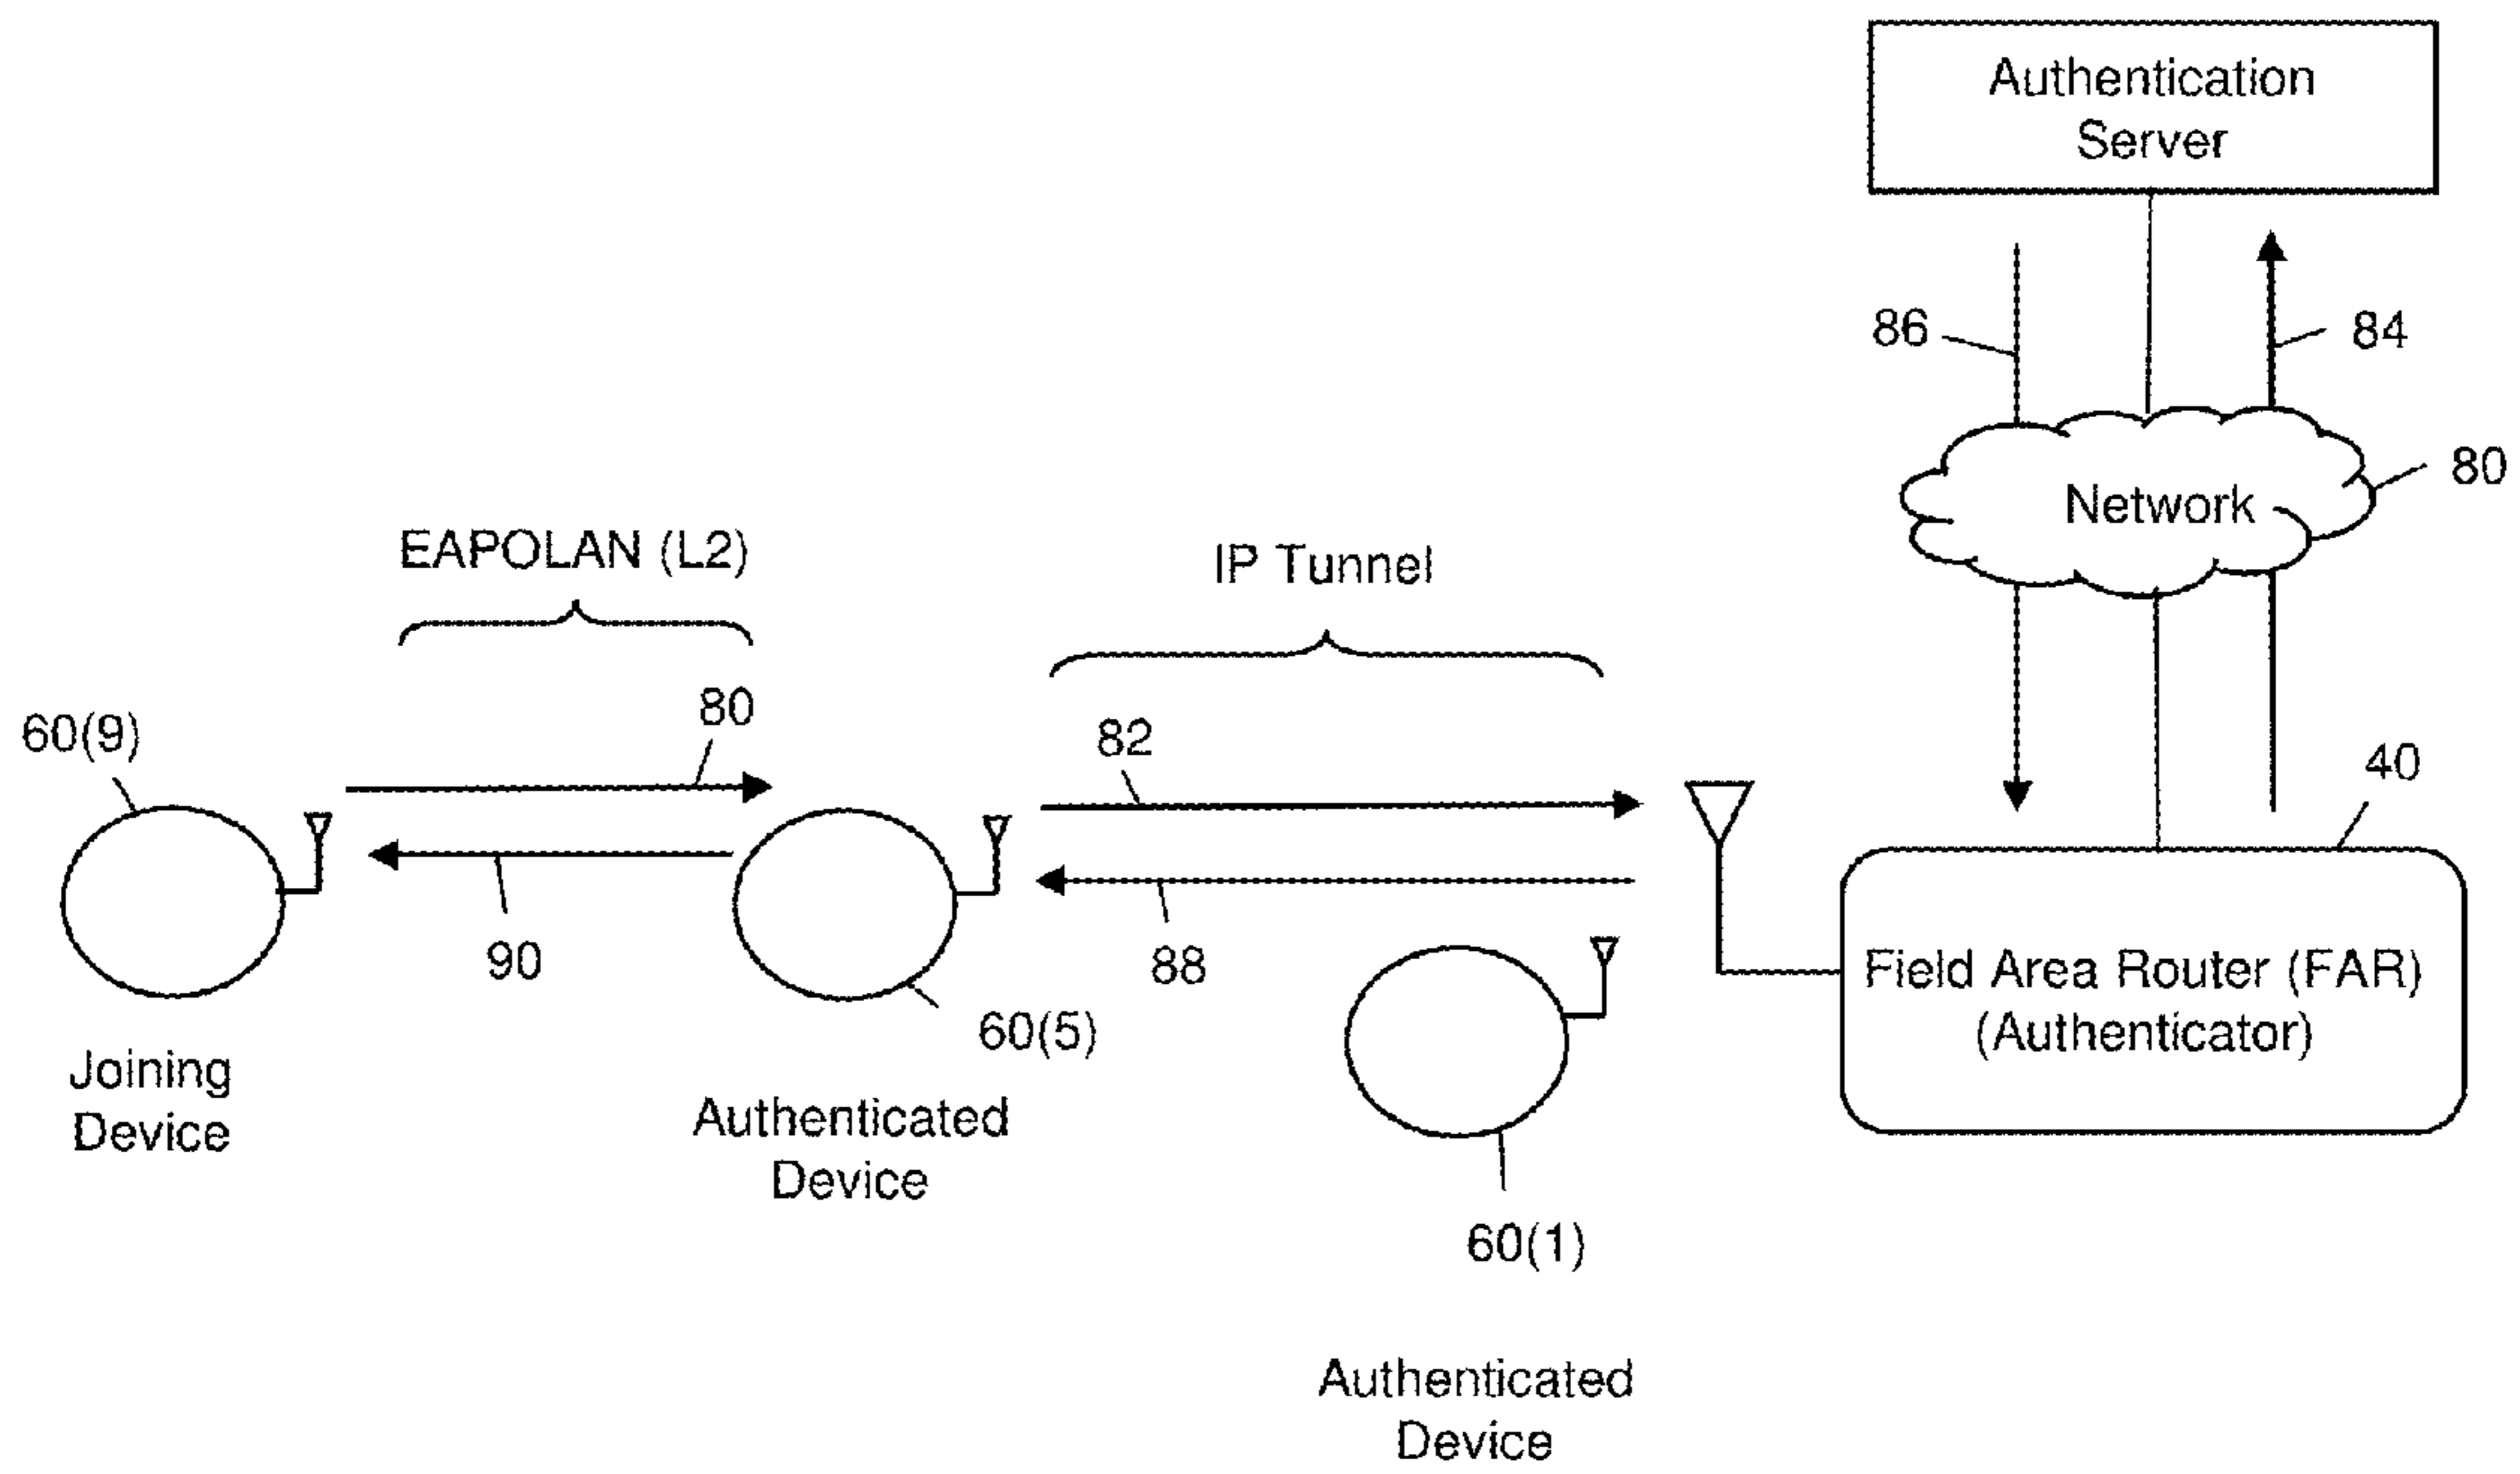 Authentication
Server
86
84
80
Network
EAPOLAN (L2)
IP Tunnel
80
60(9)
82
40
90
88
Field Area Router (FAR)
(Authenticator)
60(5)
Joining
Device
Authenticated
Device
60(1)
Authenticated
Device